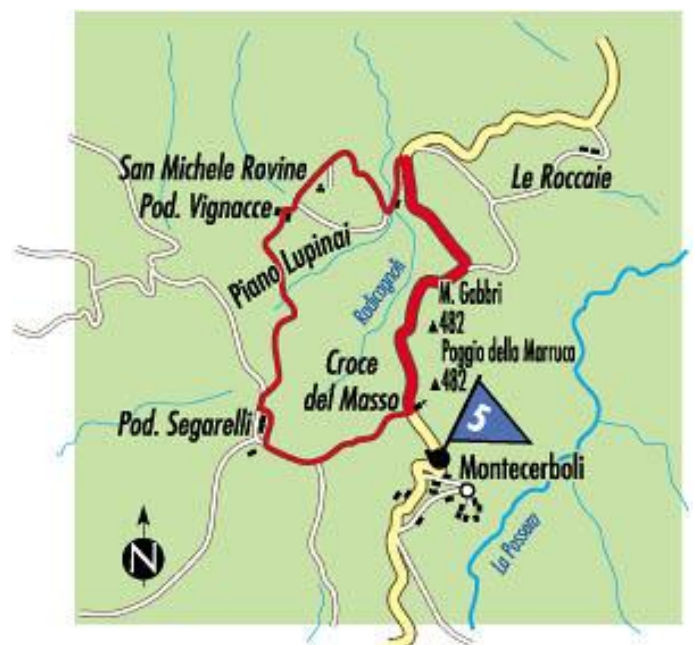 San Michele Rovine
Pod. Vignacce
Le Roccaie
Piano Lupinai
Radicagnoli
M. Gabbri
482
Poggio della Marruca
482
Croce
del Masso
5
Pod. Segarelli
Montecerboli
La Possera
N